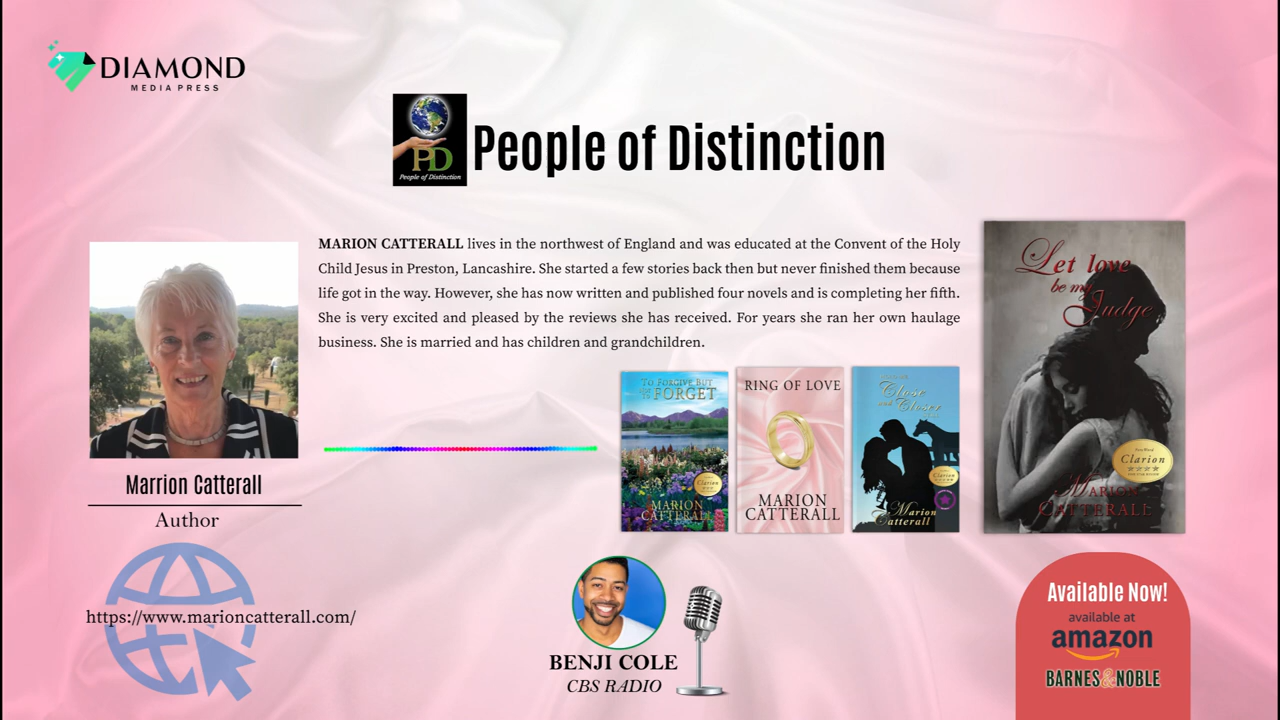 DIAMOND
MEDIA PRESS
PD
People of Distinction
People of Distinction
MARION CATTERALL lives in the northwest of England and was educated at the Convent of the Holy
Child Jesus in Preston, Lancashire. She started a few stories back then but never finished them because
life got in the way. However, she has now written and published four novels and is completing her fifth.
She is very excited and pleased by the reviews she has received. For years she ran her own haulage
business. She is married and has children and grandchildren.
Marrion Catterall
Author
https://www.marioncatterall.com/
TO FORGIVE BUT
FORGET
Clarion
MARION
CATTERALL
RING OF LOVE
MARION
CATTERALL
Close
and Closer
Clarion
Marion
Catterall
Let love
be my
Judge
Clarion
MARION
CATTERALL
BENJI COLE
CBS RADIO
Available Now!
available at
amazon
BARNES&NOBLE